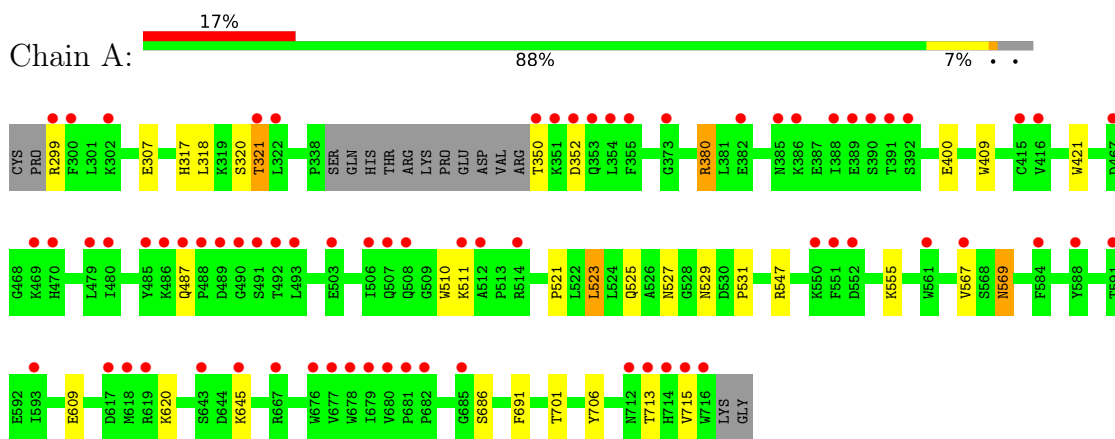 17%
Chain A:
88% 7% • •
CYS PRO R299 F300 L301 K302 E307 H317 L318 K319 S320 T321 L322 P338 SER GLN HIS THR ARG LYS PRO GLU ASP VAL ARG T350 K351 D352 Q353 L354 F355 G373 R380 L381 E382 N385 K386 E387 I388 E389 S390 T391 S392 E400 W409 C415 V416 W421 D467
G468 K469 H470 L479 I480 Y485 K486 Q487 P488 D489 G490 S491 T492 L493 E503 I506 Q507 Q508 G509 W510 K511 A512 P513 R514 P521 L522 L523 L524 Q525 A526 N527 G528 N529 D530 P531 R547 K550 F551 D552 K555 W561 V567 S568 N569 F584 Y588 T591
E592 I593 E609 D617 M618 R619 K620 S643 D644 K645 R667 W676 V677 W678 I679 V680 P681 P682 G685 S686 F691 T701 Y706 N712 T713 H714 V715 W716 LYS GLY